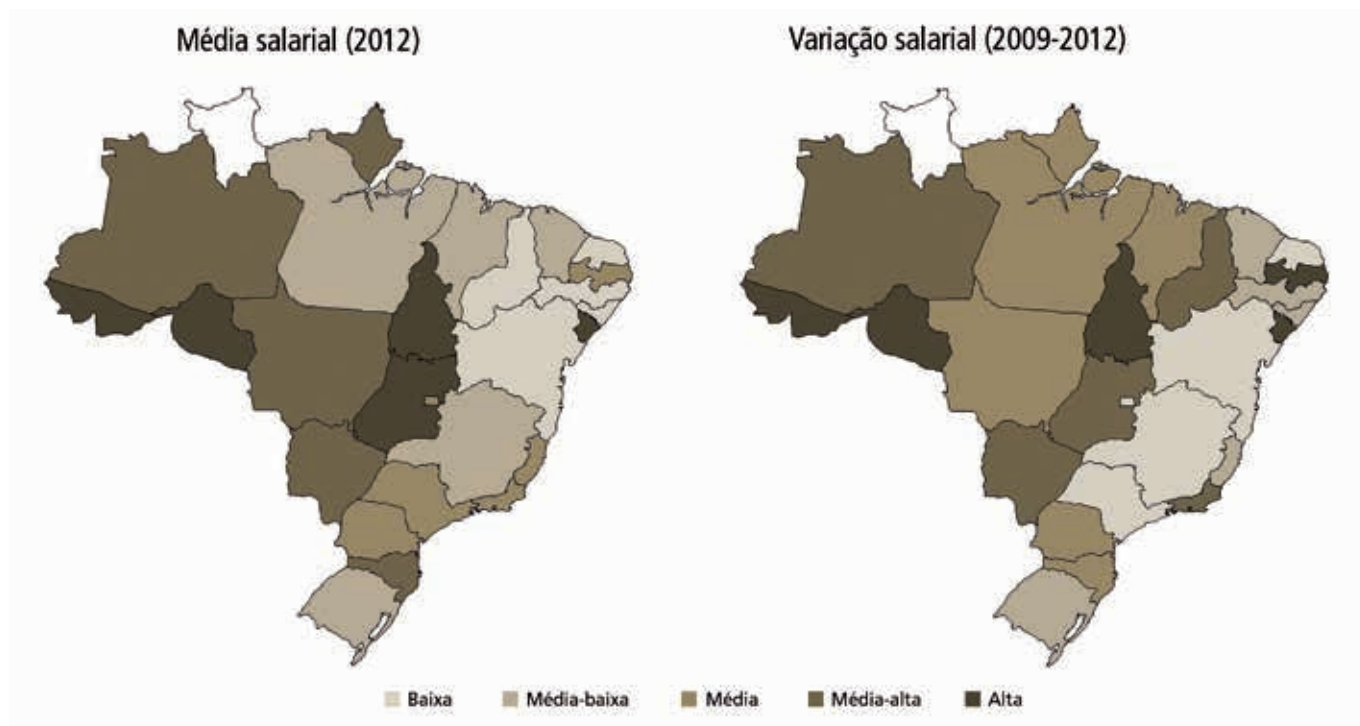 Média salarial (2012)
Variação salarial (2009-2012)
Baixa
Média-baixa
Média
Média-alta
Alta